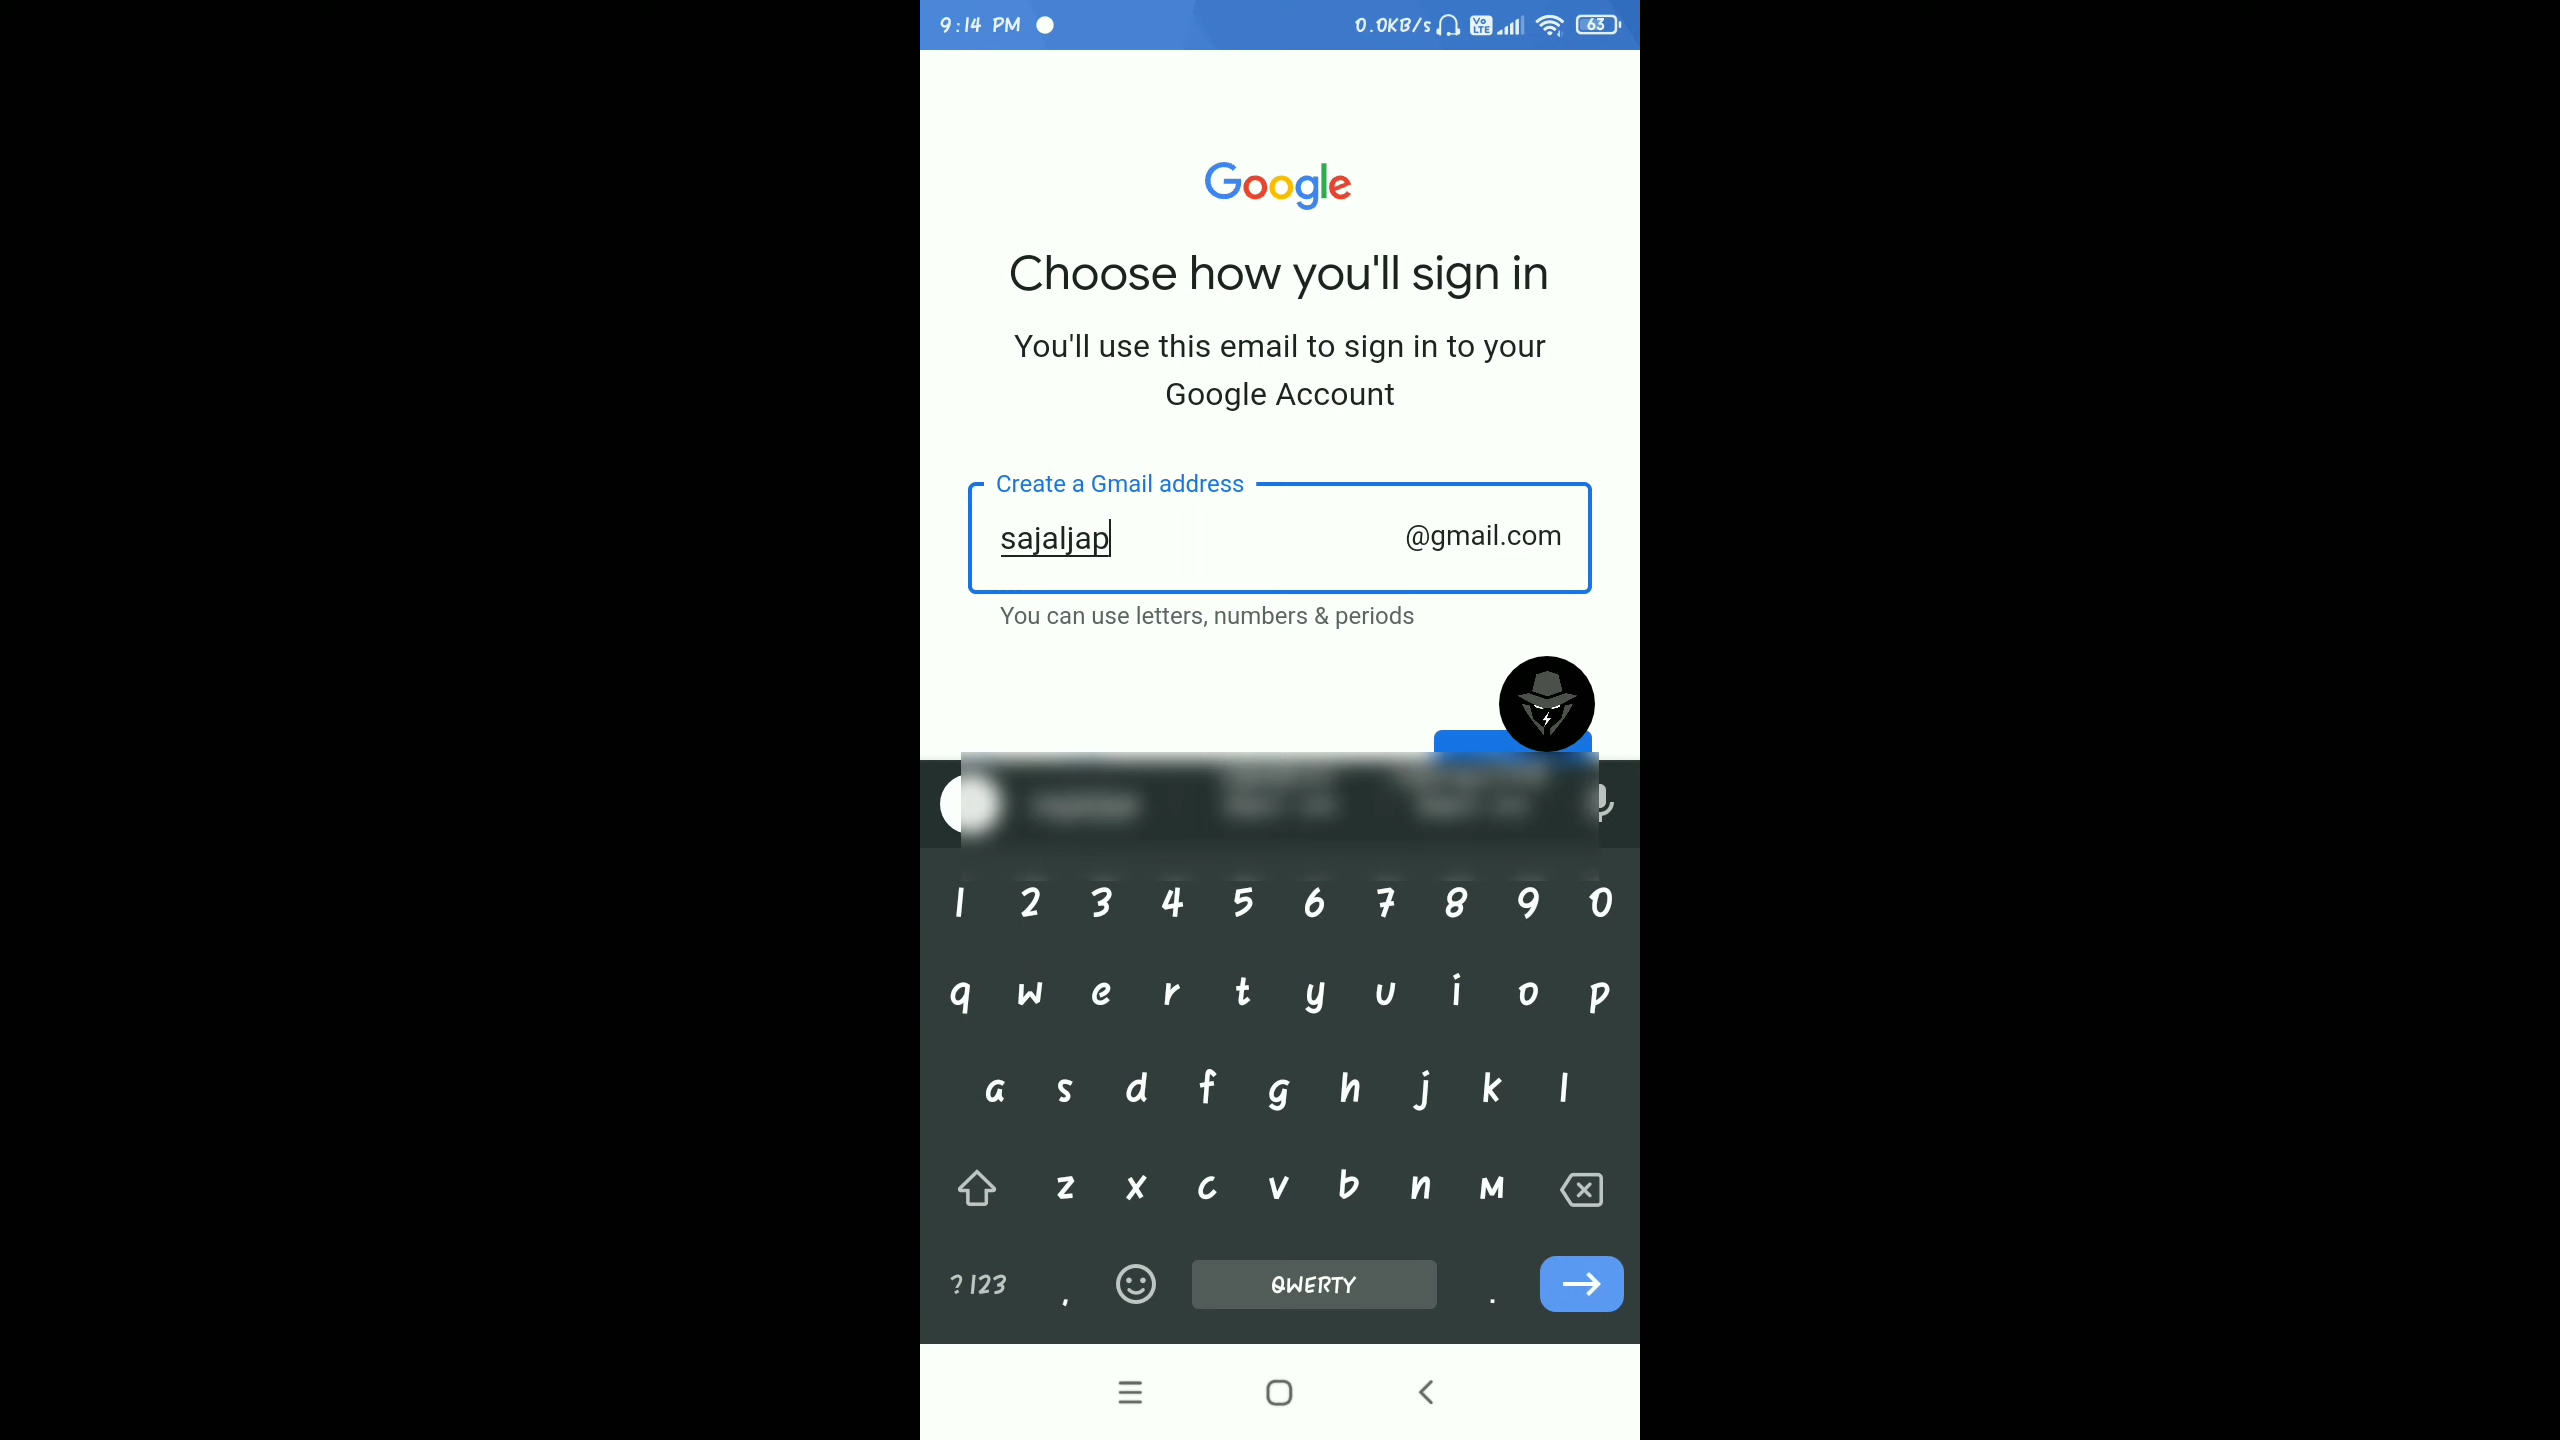 9:14 PM 0.0KB/s Vo LTE 63
Google
Choose how you'll sign in
You'll use this email to sign in to your
Google Account
Create a Gmail address
sajaljap @gmail.com
You can use letters, numbers & periods
1 2 3 4 5 6 7 8 9 0
q w e r t y u i o p
a s d f g h j k l
z x c v b n m
?123 , QWERTY .